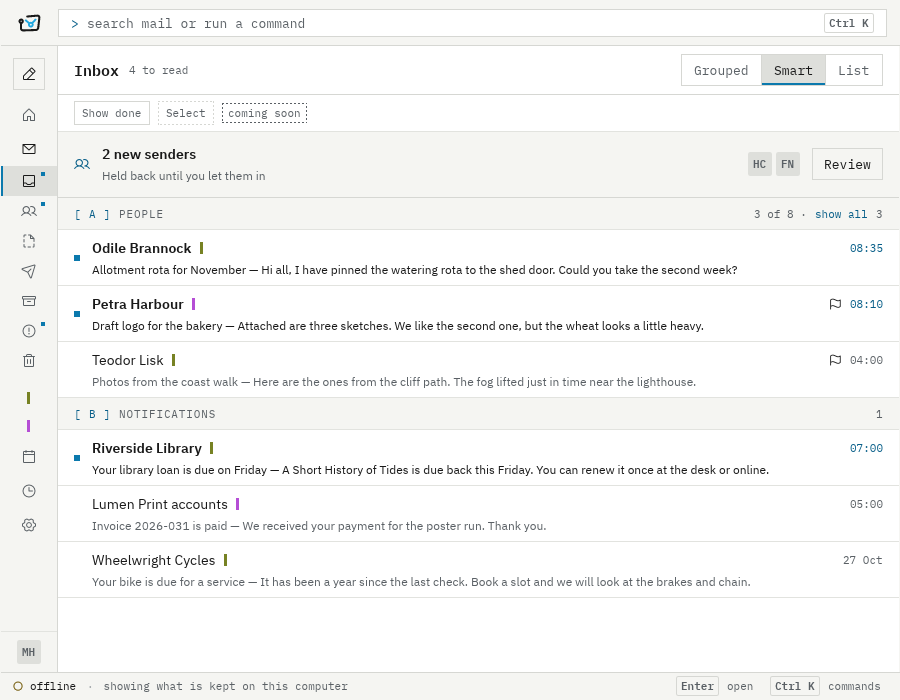 > search mail or run a command Ctrl K
Inbox 4 to read Grouped Smart List
Show done Select coming soon
2 new senders
Held back until you let them in
HC FN Review
[ A ] PEOPLE 3 of 8 · show all 3
Odile Brannock 08:35
Allotment rota for November — Hi all, I have pinned the watering rota to the shed door. Could you take the second week?
Petra Harbour 08:10
Draft logo for the bakery — Attached are three sketches. We like the second one, but the wheat looks a little heavy.
Teodor Lisk 04:00
Photos from the coast walk — Here are the ones from the cliff path. The fog lifted just in time near the lighthouse.
[ B ] NOTIFICATIONS 1
Riverside Library 07:00
Your library loan is due on Friday — A Short History of Tides is due back this Friday. You can renew it once at the desk or online.
Lumen Print accounts 05:00
Invoice 2026-031 is paid — We received your payment for the poster run. Thank you.
Wheelwright Cycles 27 Oct
Your bike is due for a service — It has been a year since the last check. Book a slot and we will look at the brakes and chain.
MH
offline · showing what is kept on this computer Enter open Ctrl K commands